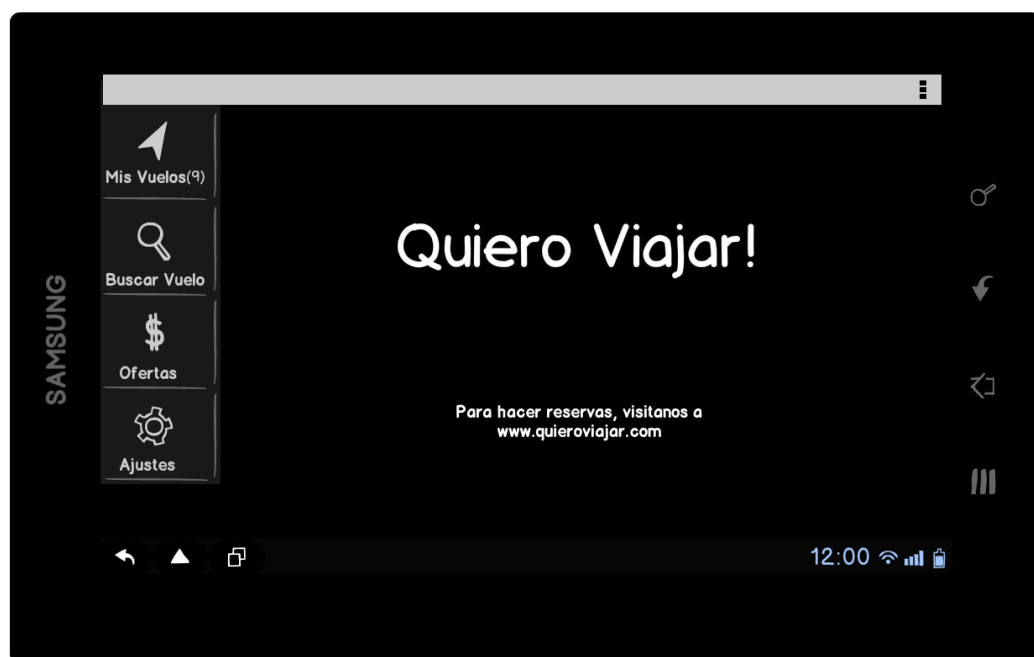 Mis Vuelos(9)
Buscar Vuelo
$
Ofertas
Ajustes
Quiero Viajar!
Para hacer reservas, visitanos a
www.quieroviajar.com
12:00
SAMSUNG